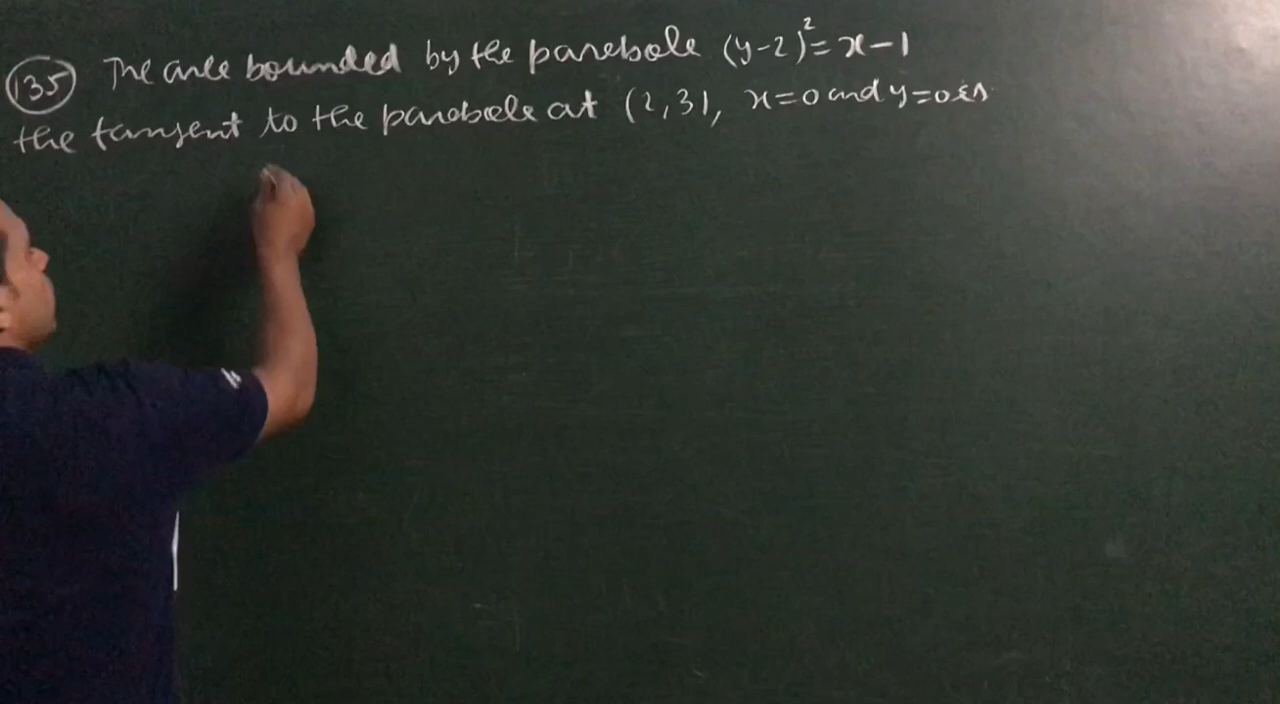 (135) The area bounded by the parabola (y-2)²=x-1
the tangent to the parabola at (2,3), x=0 and y=0 is